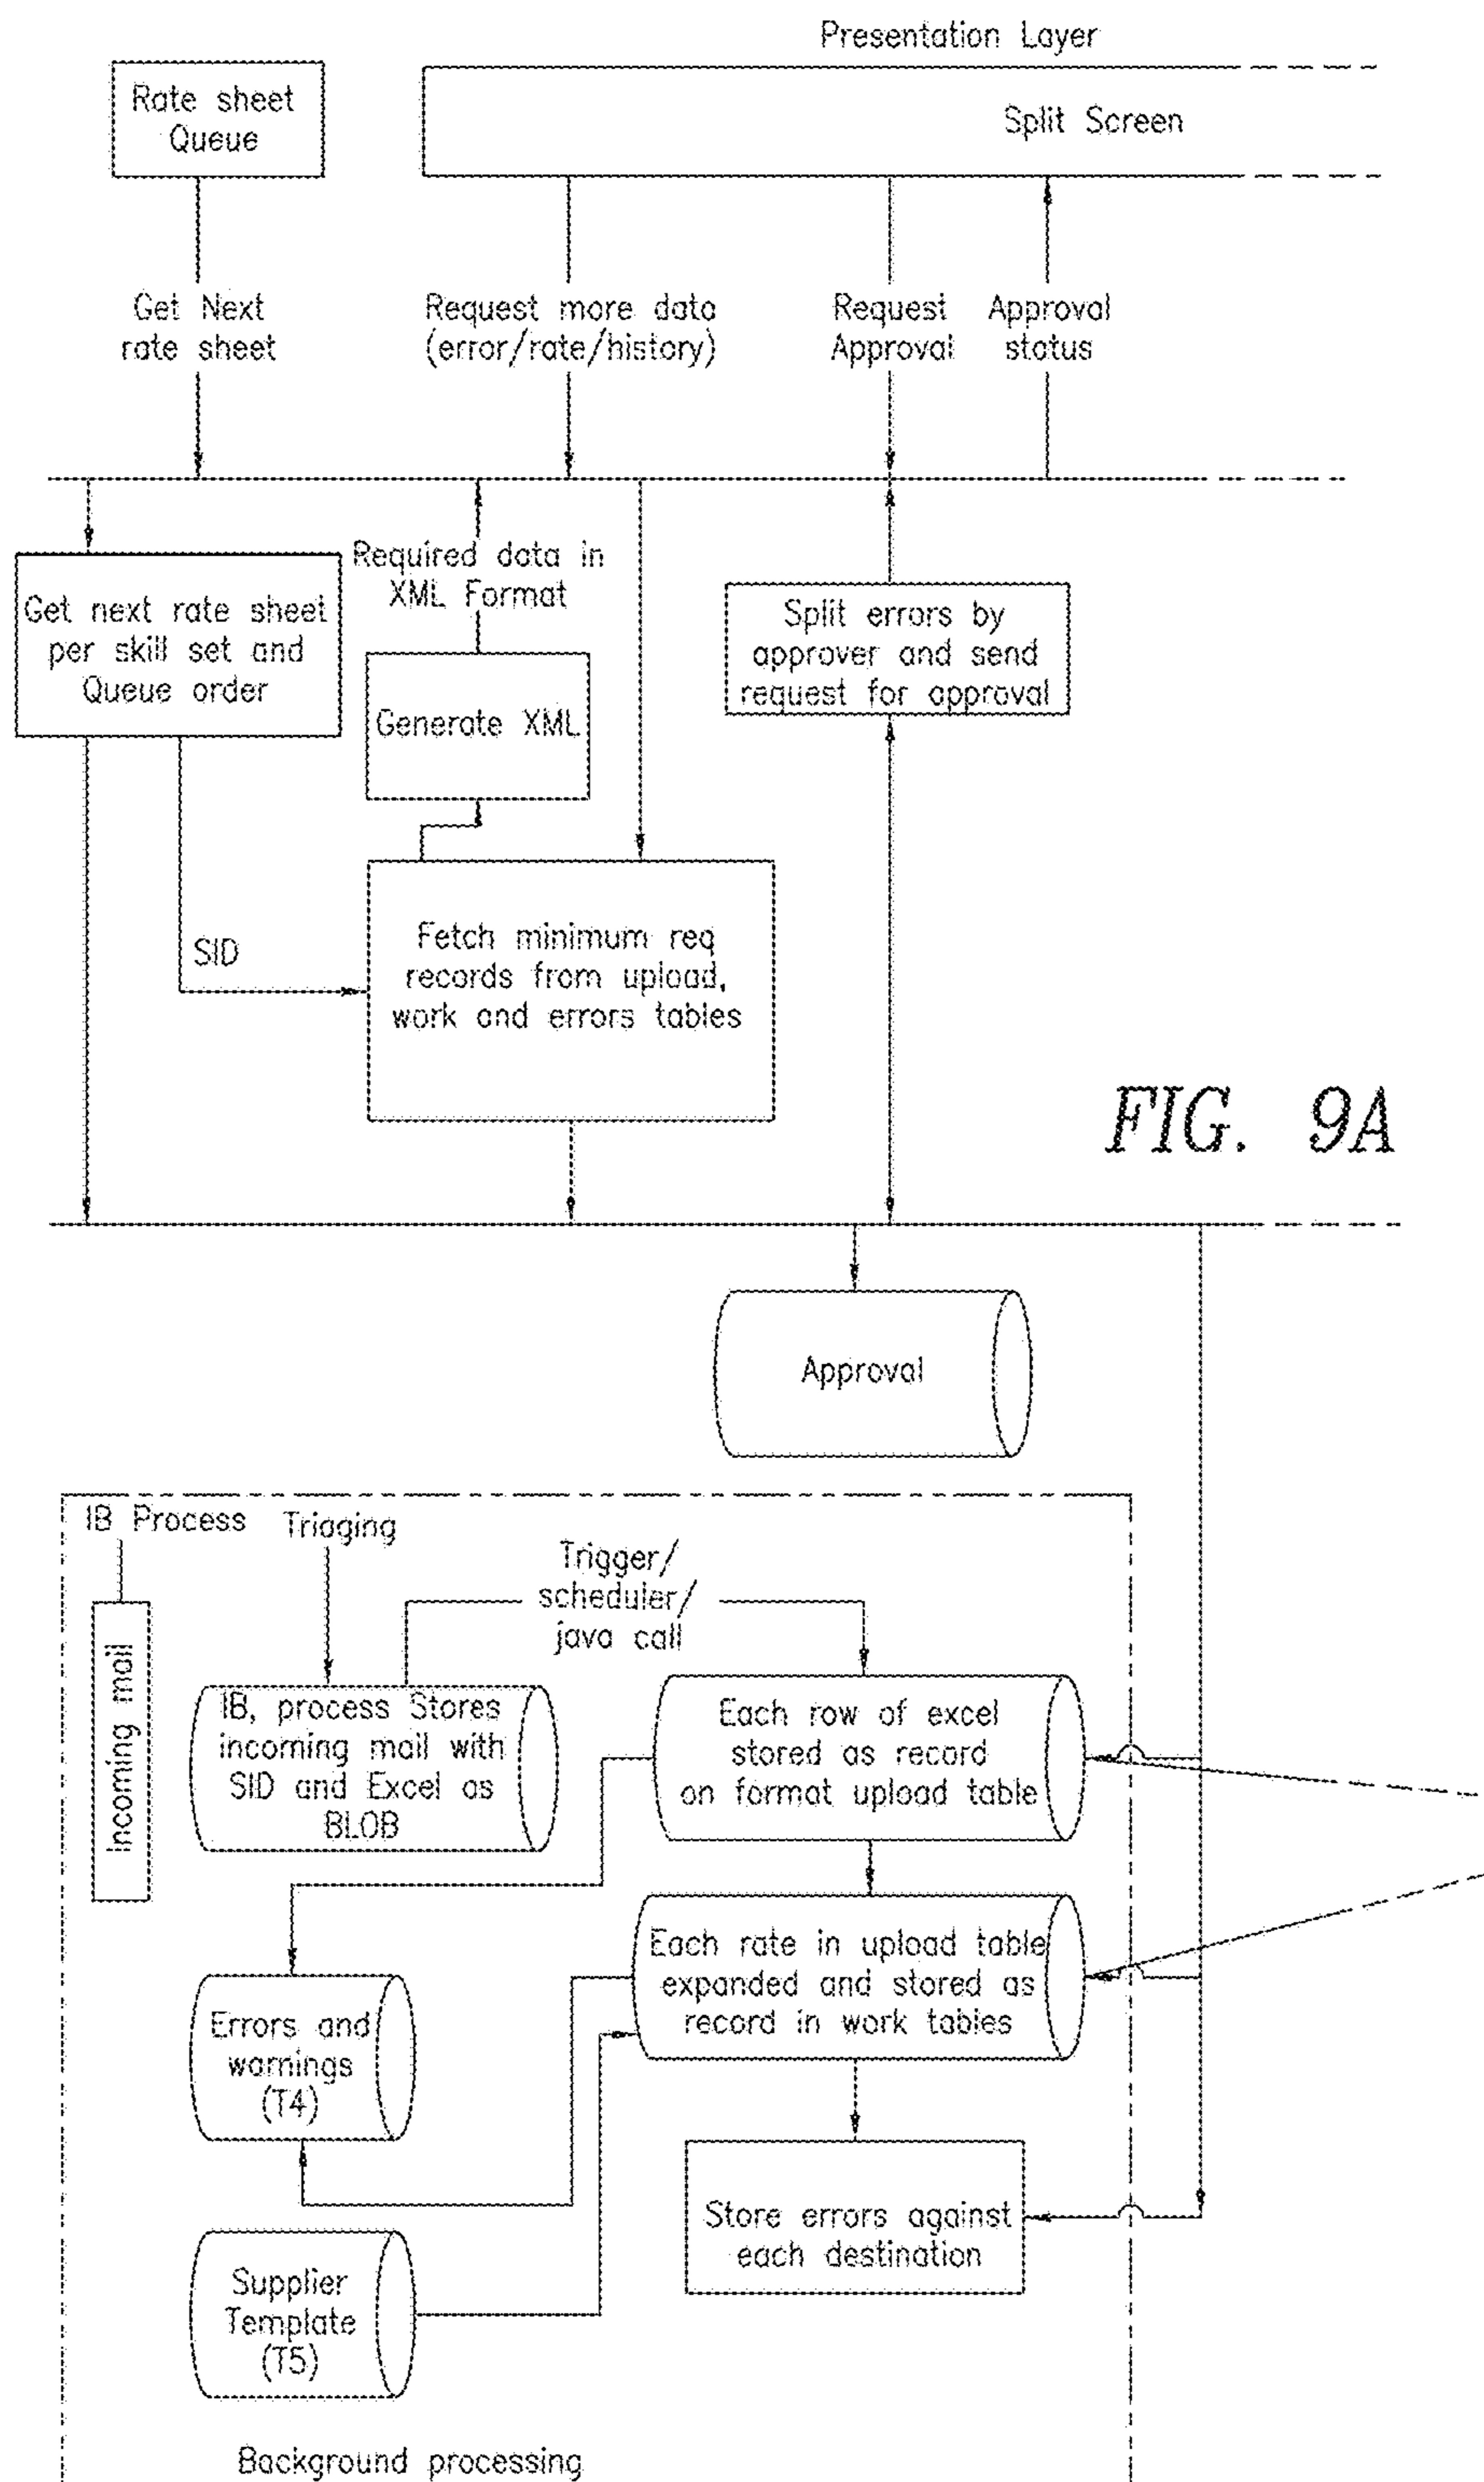 Presentation Layer
Rate sheet
Queue
Split Screen
Get Next
rate sheet
Request more data
(error/rate/history)
Request
Approval
Approval
status
Required data in
XML Format
Get next rate sheet
per skill set and
Queue order
Generate XML
Split errors by
approver and send
request for approval
SID
Fetch minimum req
records from upload,
work and errors tables
FIG. 9A
Approval
IB Process
Triaging
Trigger/
scheduler/
java call
Incoming mail
IB, process Stores
incoming mail with
SID and Excel as
BLOB
Each row of excel
stored as record
on format upload table
Each rate in upload table
expanded and stored as
record in work tables
Errors and
warnings
(T4)
Store errors against
each destination
Supplier
Template
(T5)
Background processing